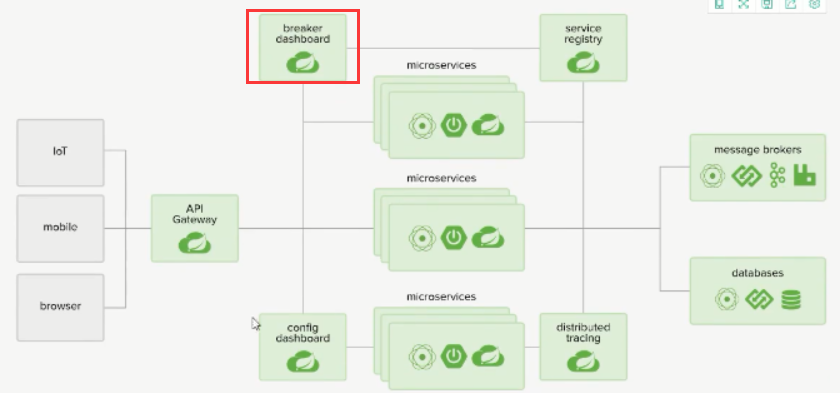 breaker
dashboard
service
registry
microservices
IoT
message brokers
microservices
API
Gateway
mobile
databases
microservices
browser
config
dashboard
distributed
tracing